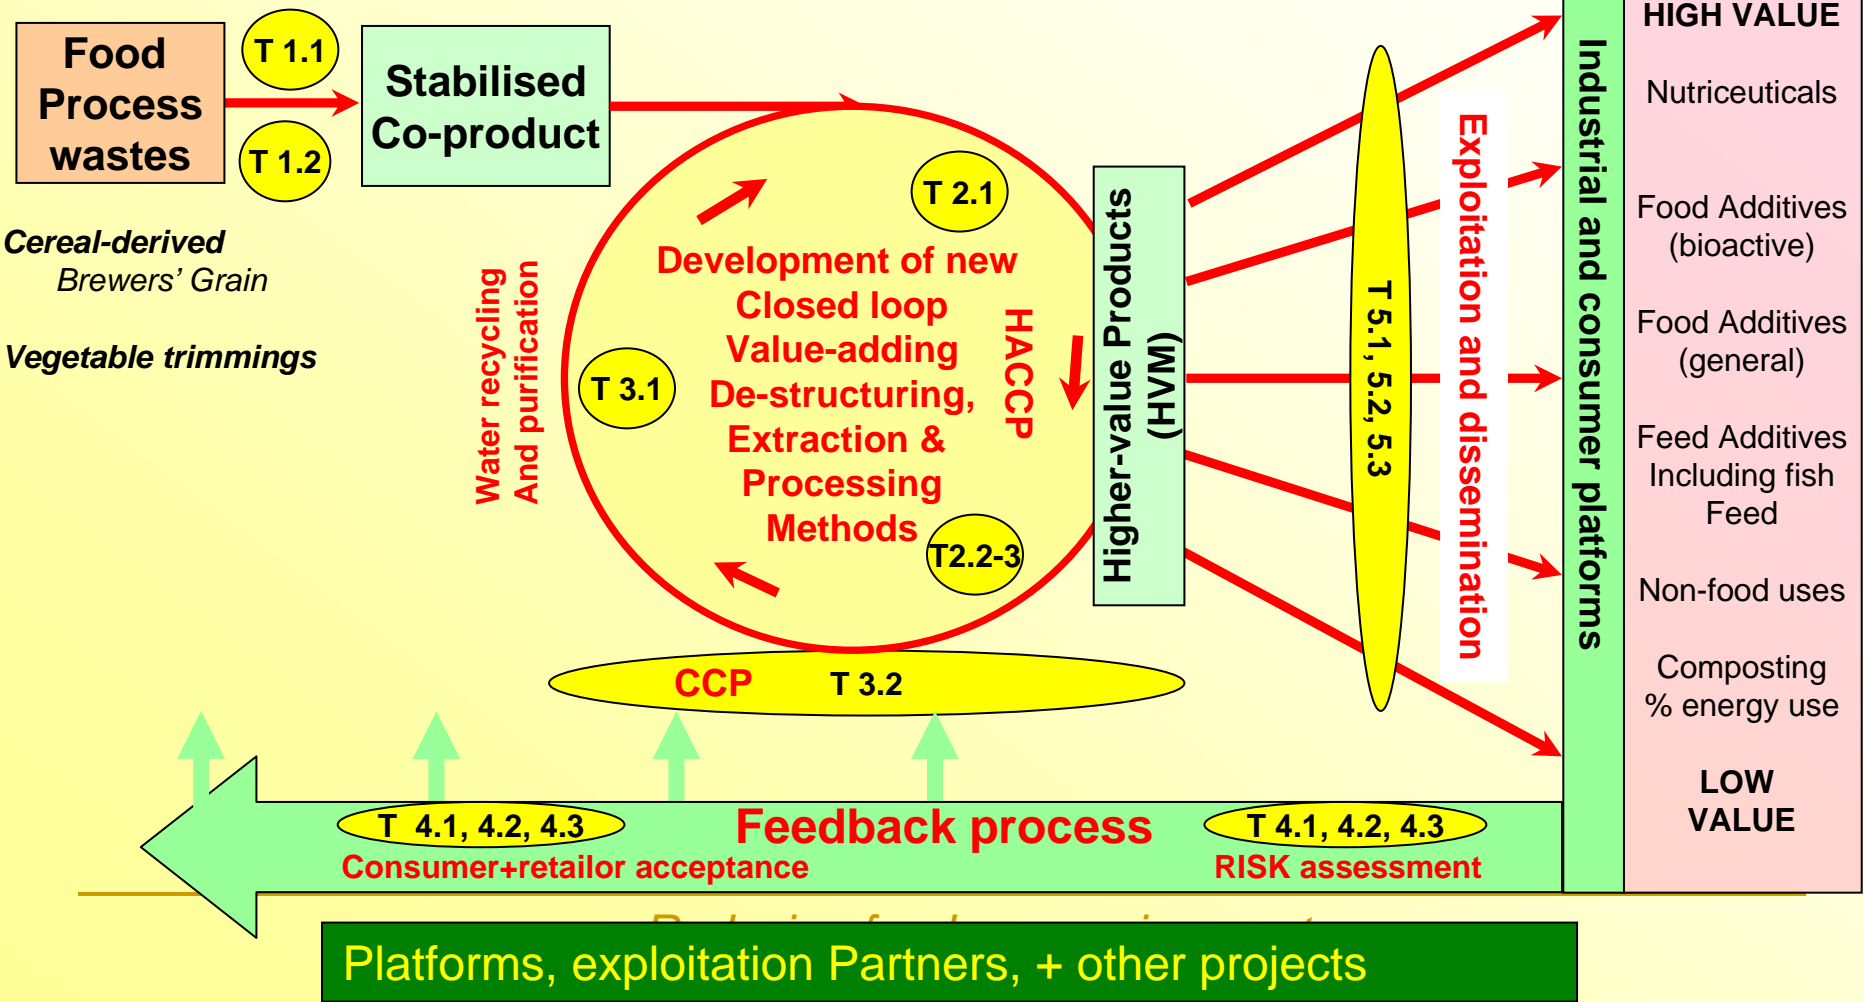 Food
Process
wastes
T 1.1
T 1.2
Stabilised
Co-product
Cereal-derived
Brewers' Grain
Vegetable trimmings
Water recycling
And purification
T 2.1
T 3.1
T2.2-3
Development of new
Closed loop
Value-adding
De-structuring,
Extraction &
Processing
Methods
HACCP
Higher-value Products
(HVM)
T 5.1, 5.2, 5.3
Exploitation and dissemination
Industrial and consumer platforms
HIGH VALUE
Nutriceuticals
Food Additives
(bioactive)
Food Additives
(general)
Feed Additives
Including fish
Feed
Non-food uses
Composting
% energy use
LOW
VALUE
CCP T 3.2
T 4.1, 4.2, 4.3
Feedback process
T 4.1, 4.2, 4.3
Consumer+retailor acceptance
RISK assessment
Platforms, exploitation Partners, + other projects